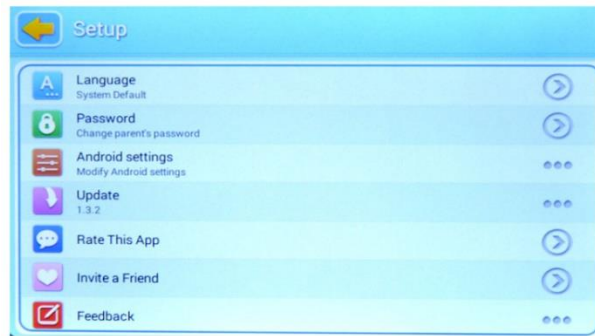 Setup
Language
System Default
Password
Change parent's password
Android settings
Modify Android settings
Update
1.3.2
Rate This App
Invite a Friend
Feedback